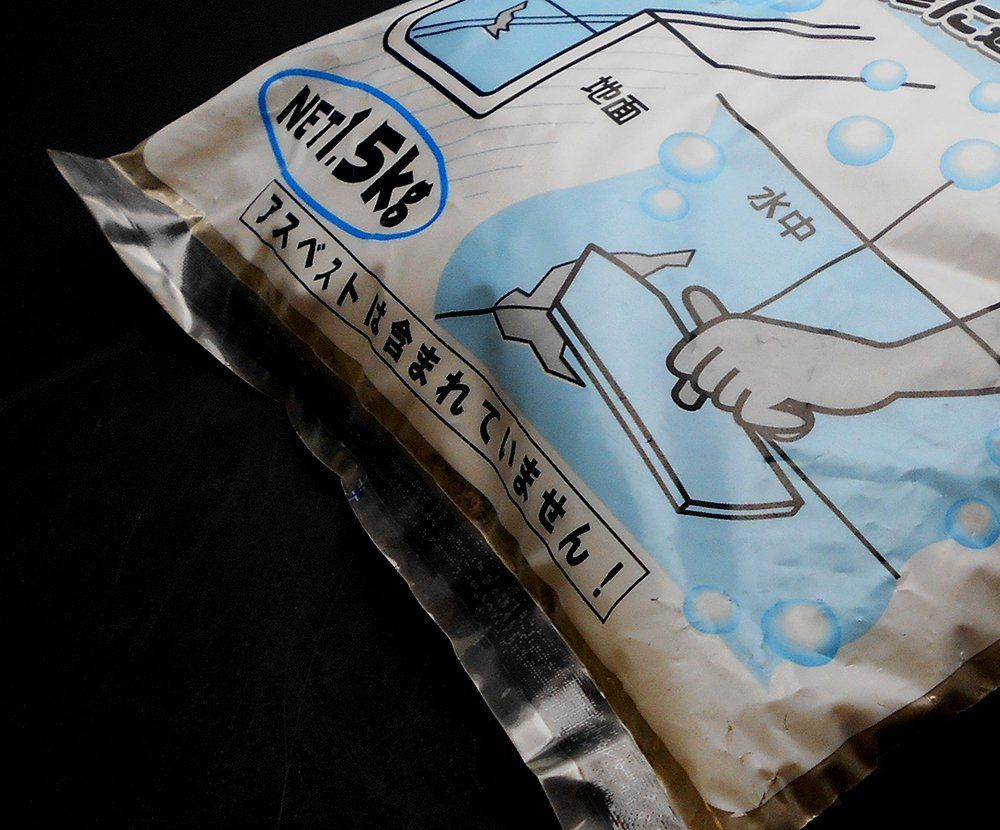 地面
NET1.5kg
水中
アスベストは含まれていません！